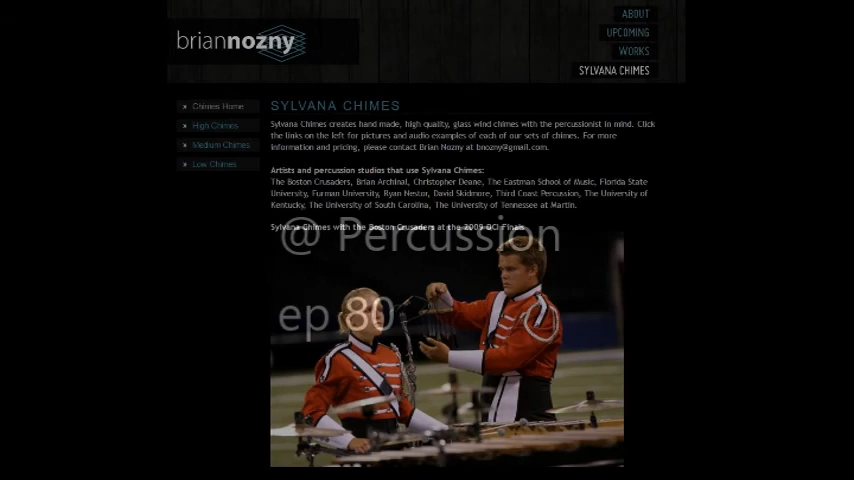 briannozny
ABOUT
UPCOMING
WORKS
SYLVANA CHIMES
» Chimes Home
» High Chimes
» Medium Chimes
» Low Chimes
SYLVANA CHIMES
Sylvana Chimes creates hand made, high quality, glass wind chimes with the percussionist in mind. Click
the links on the left for pictures and audio examples of each of our sets of chimes. For more
information and pricing, please contact Brian Nozny at bnozny@gmail.com.
Artists and percussion studios that use Sylvana Chimes:
The Boston Crusaders, Brian Archinal, Christopher Deane, The Eastman School of Music, Florida State
University, Furman University, Ryan Nestor, David Skidmore, Third Coast Percussion, The University of
Kentucky, The University of South Carolina, The University of Tennessee at Martin.
Sylvana Chimes with the Boston Crusaders at the 2009 DCI Finals
@ Percussion
ep 80